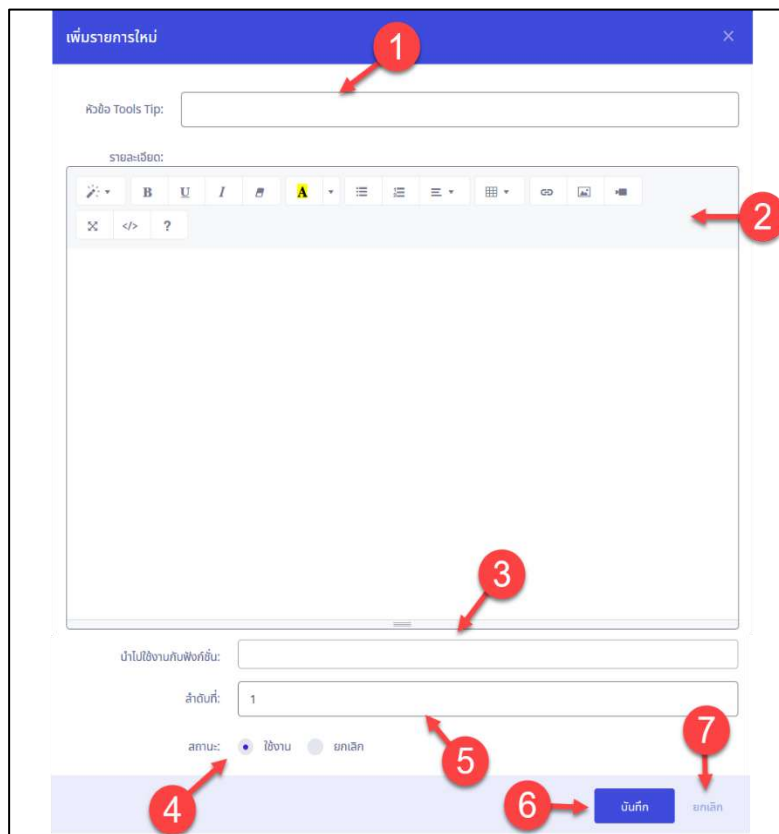 เพิ่มรายการใหม่ ×
1
หัวข้อ Tools Tip:
รายละเอียด:
B U I A
</> ?
2
3
นำไปใช้งานกับฟังก์ชั่น:
ลำดับที่: 1
สถานะ: ใช้งาน ยกเลิก
4
5
7
6
บันทึก ยกเลิก